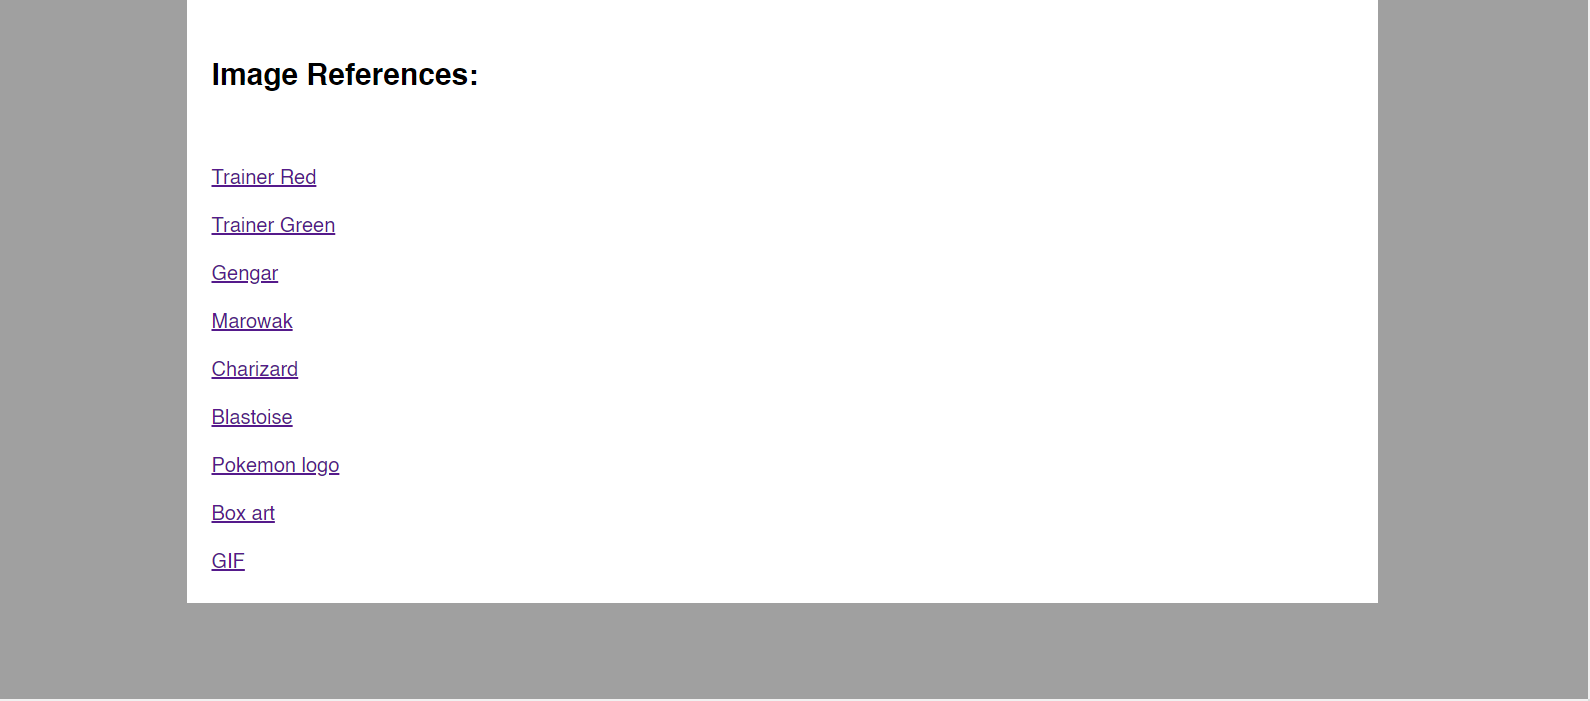 Image References:
Trainer Red
Trainer Green
Gengar
Marowak
Charizard
Blastoise
Pokemon logo
Box art
GIF